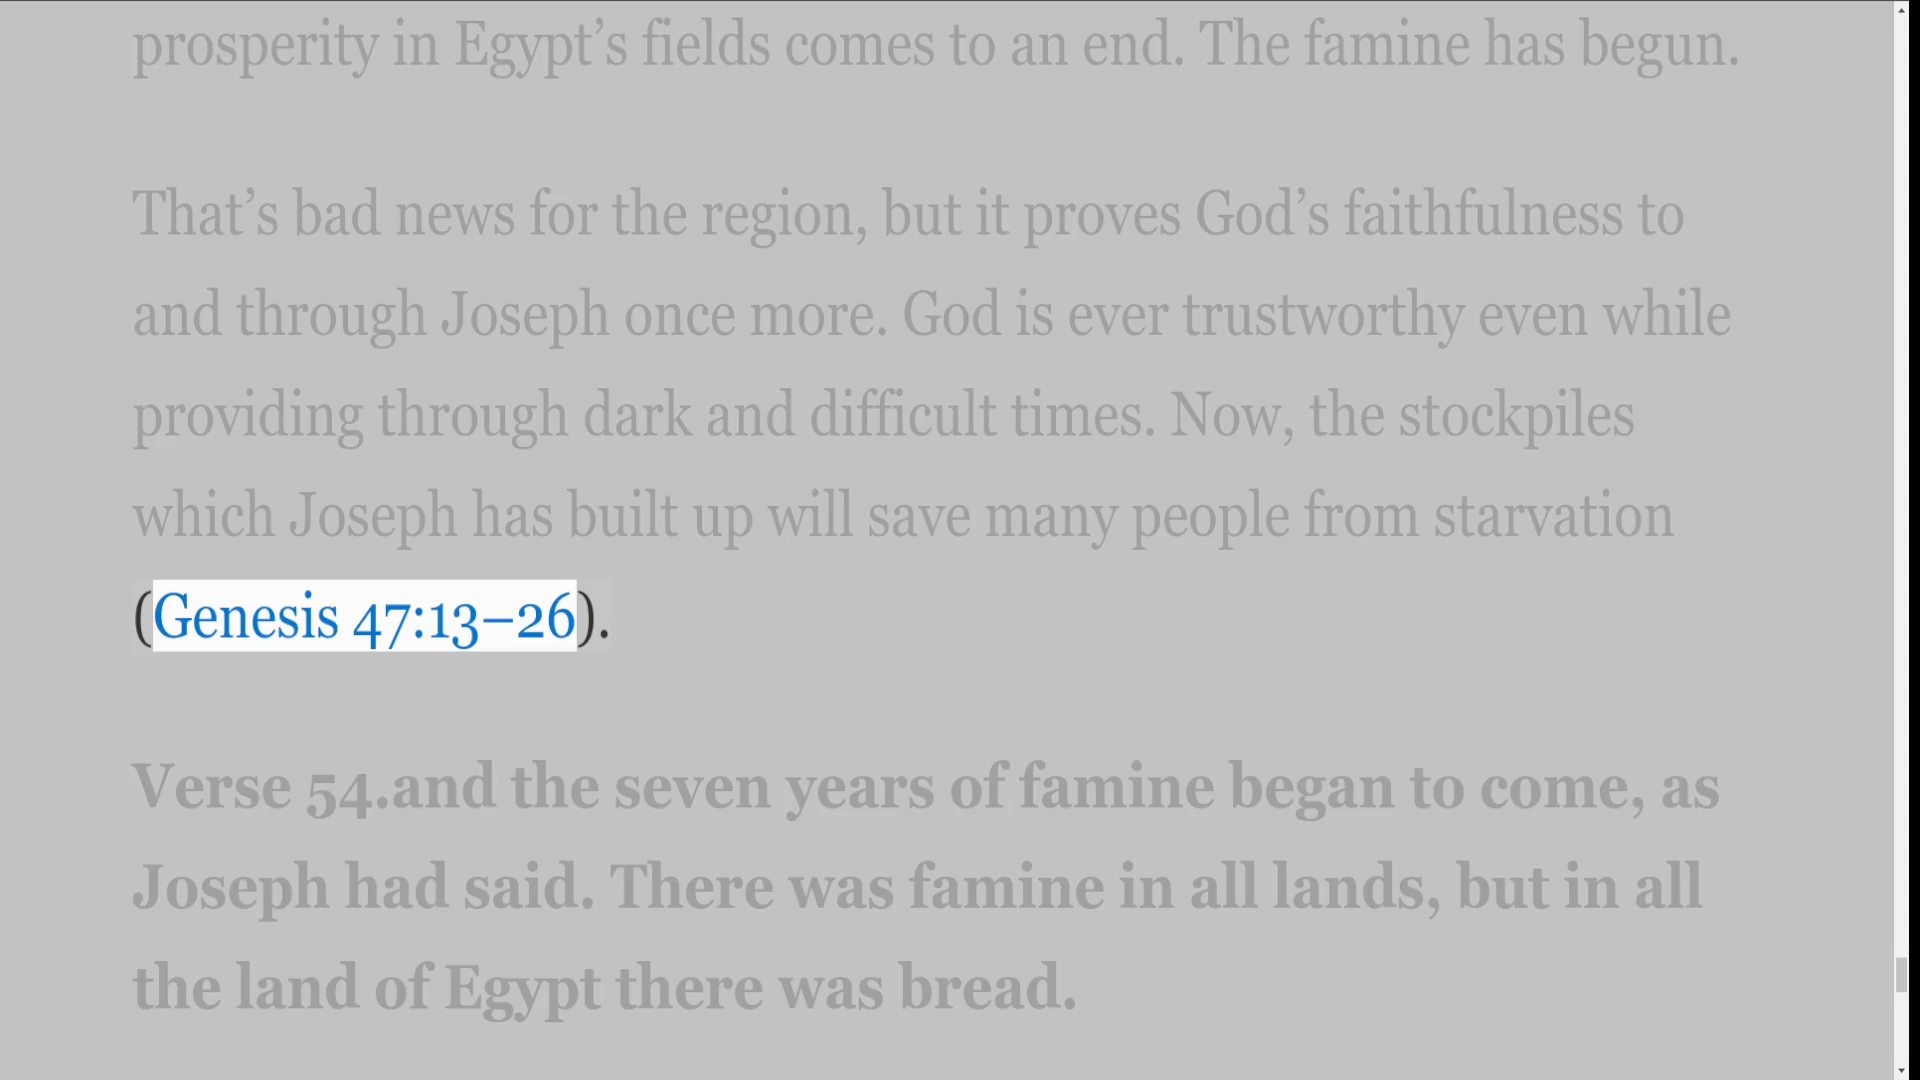 prosperity in Egypt’s fields comes to an end. The famine has begun.
That’s bad news for the region, but it proves God’s faithfulness to
and through Joseph once more. God is ever trustworthy even while
providing through dark and difficult times. Now, the stockpiles
which Joseph has built up will save many people from starvation
(Genesis 47:13–26).
Verse 54.and the seven years of famine began to come, as
Joseph had said. There was famine in all lands, but in all
the land of Egypt there was bread.